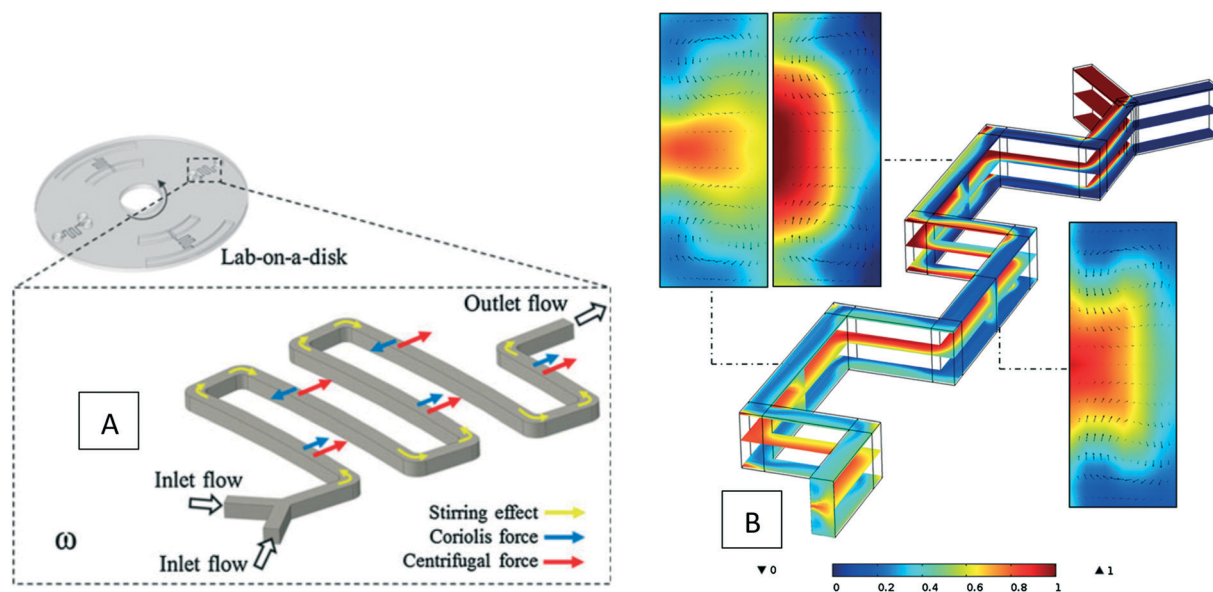 Lab-on-a-disk
Outlet flow
A
Inlet flow
Inlet flow
ω
Stirring effect
Coriolis force
Centrifugal force
B
▼ 0
0
0.2
0.4
0.6
0.8
1
▲ 1